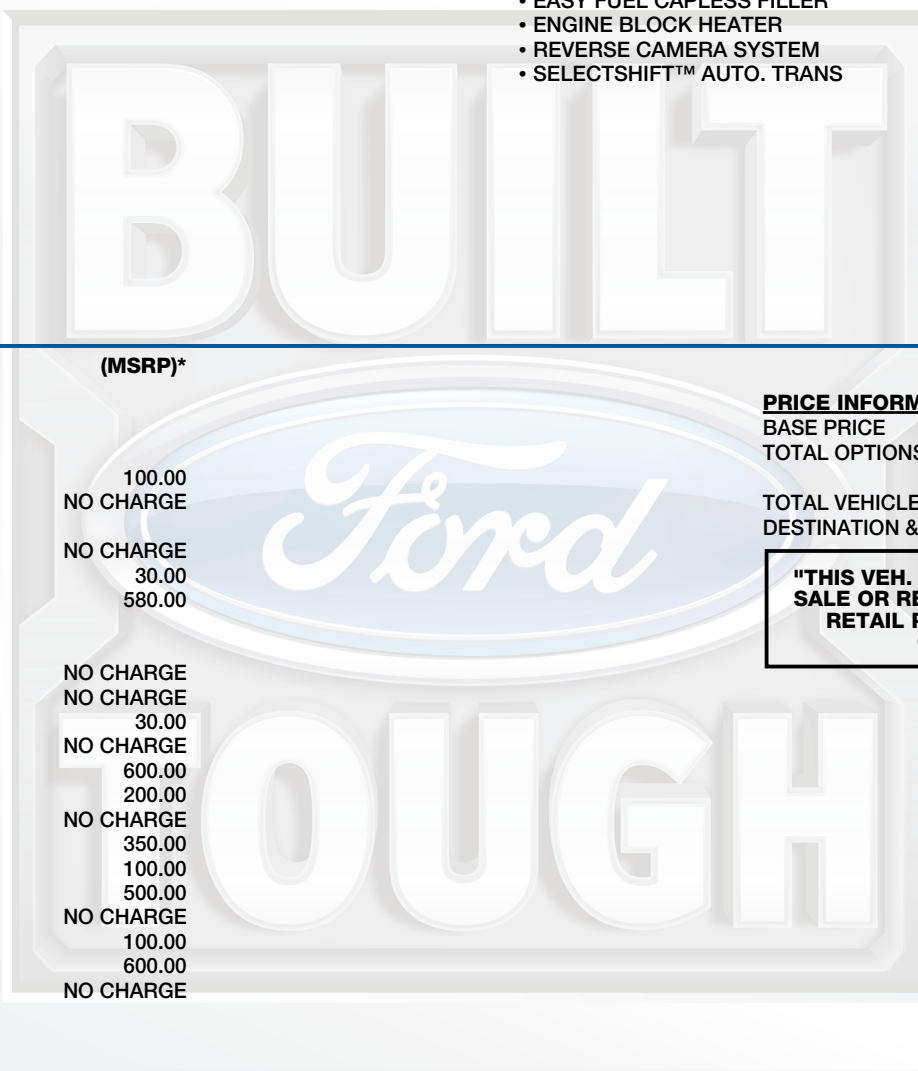 • EASY FUEL CAPLESS FILLER
• ENGINE BLOCK HEATER
• REVERSE CAMERA SYSTEM
• SELECTSHIFT™ AUTO. TRANS
BUILT
(MSRP)*
100.00
NO CHARGE
NO CHARGE
30.00
580.00
NO CHARGE
NO CHARGE
30.00
NO CHARGE
600.00
200.00
NO CHARGE
350.00
100.00
500.00
NO CHARGE
100.00
600.00
NO CHARGE
Ford
TOUGH
PRICE INFORM
BASE PRICE
TOTAL OPTIONS
TOTAL VEHICLE
DESTINATION &
"THIS VEH.
SALE OR RE
RETAIL